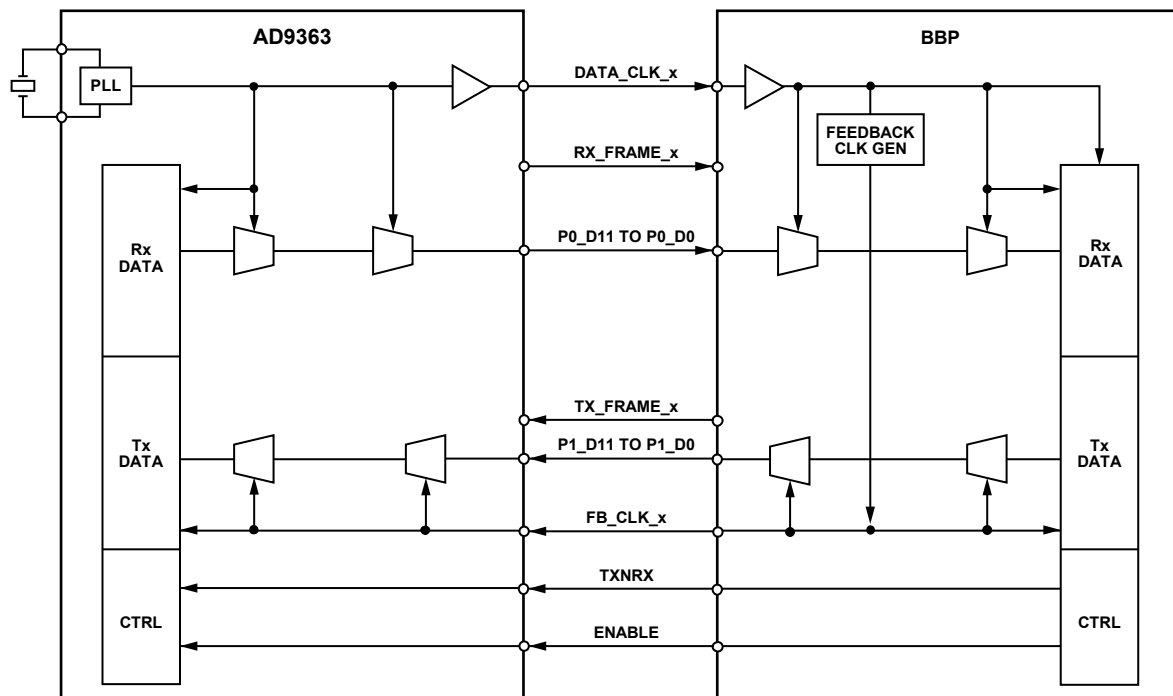 AD9363
BBP
PLL
DATA_CLK_x
FEEDBACK
CLK GEN
RX_FRAME_x
P0_D11 TO P0_D0
Rx
DATA
Rx
DATA
TX_FRAME_x
P1_D11 TO P1_D0
Tx
DATA
Tx
DATA
FB_CLK_x
TXNRX
CTRL
CTRL
ENABLE